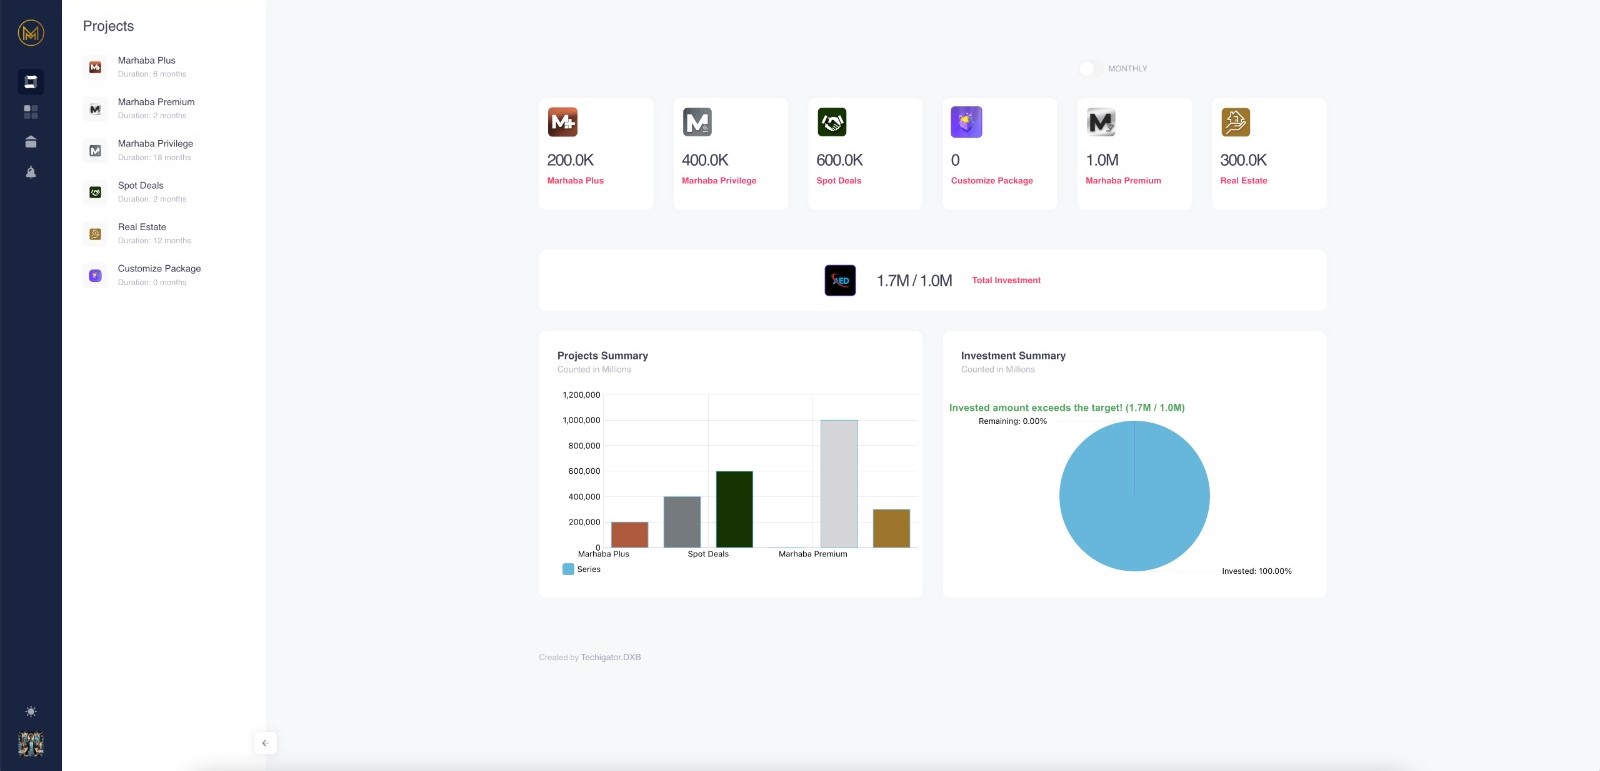 Projects
Marhaba Plus
Duration: 6 months
Marhaba Premium
Duration: 2 months
Marhaba Privilege
Duration: 18 months
Spot Deals
Duration: 2 months
Real Estate
Duration: 12 months
Customize Package
Duration: 0 months
MONTHLY
200.0K
Marhaba Plus
400.0K
Marhaba Privilege
600.0K
Spot Deals
0
Customize Package
1.0M
Marhaba Premium
300.0K
Real Estate
AED
1.7M / 1.0M
Total Investment
Projects Summary
Counted in Millions
1,200,000
1,000,000
800,000
600,000
400,000
200,000
0
Marhaba Plus
Spot Deals
Marhaba Premium
Series
Investment Summary
Counted in Millions
Invested amount exceeds the target! (1.7M / 1.0M)
Remaining: 0.00%
Invested: 100.00%
Created by Techigator.DXB